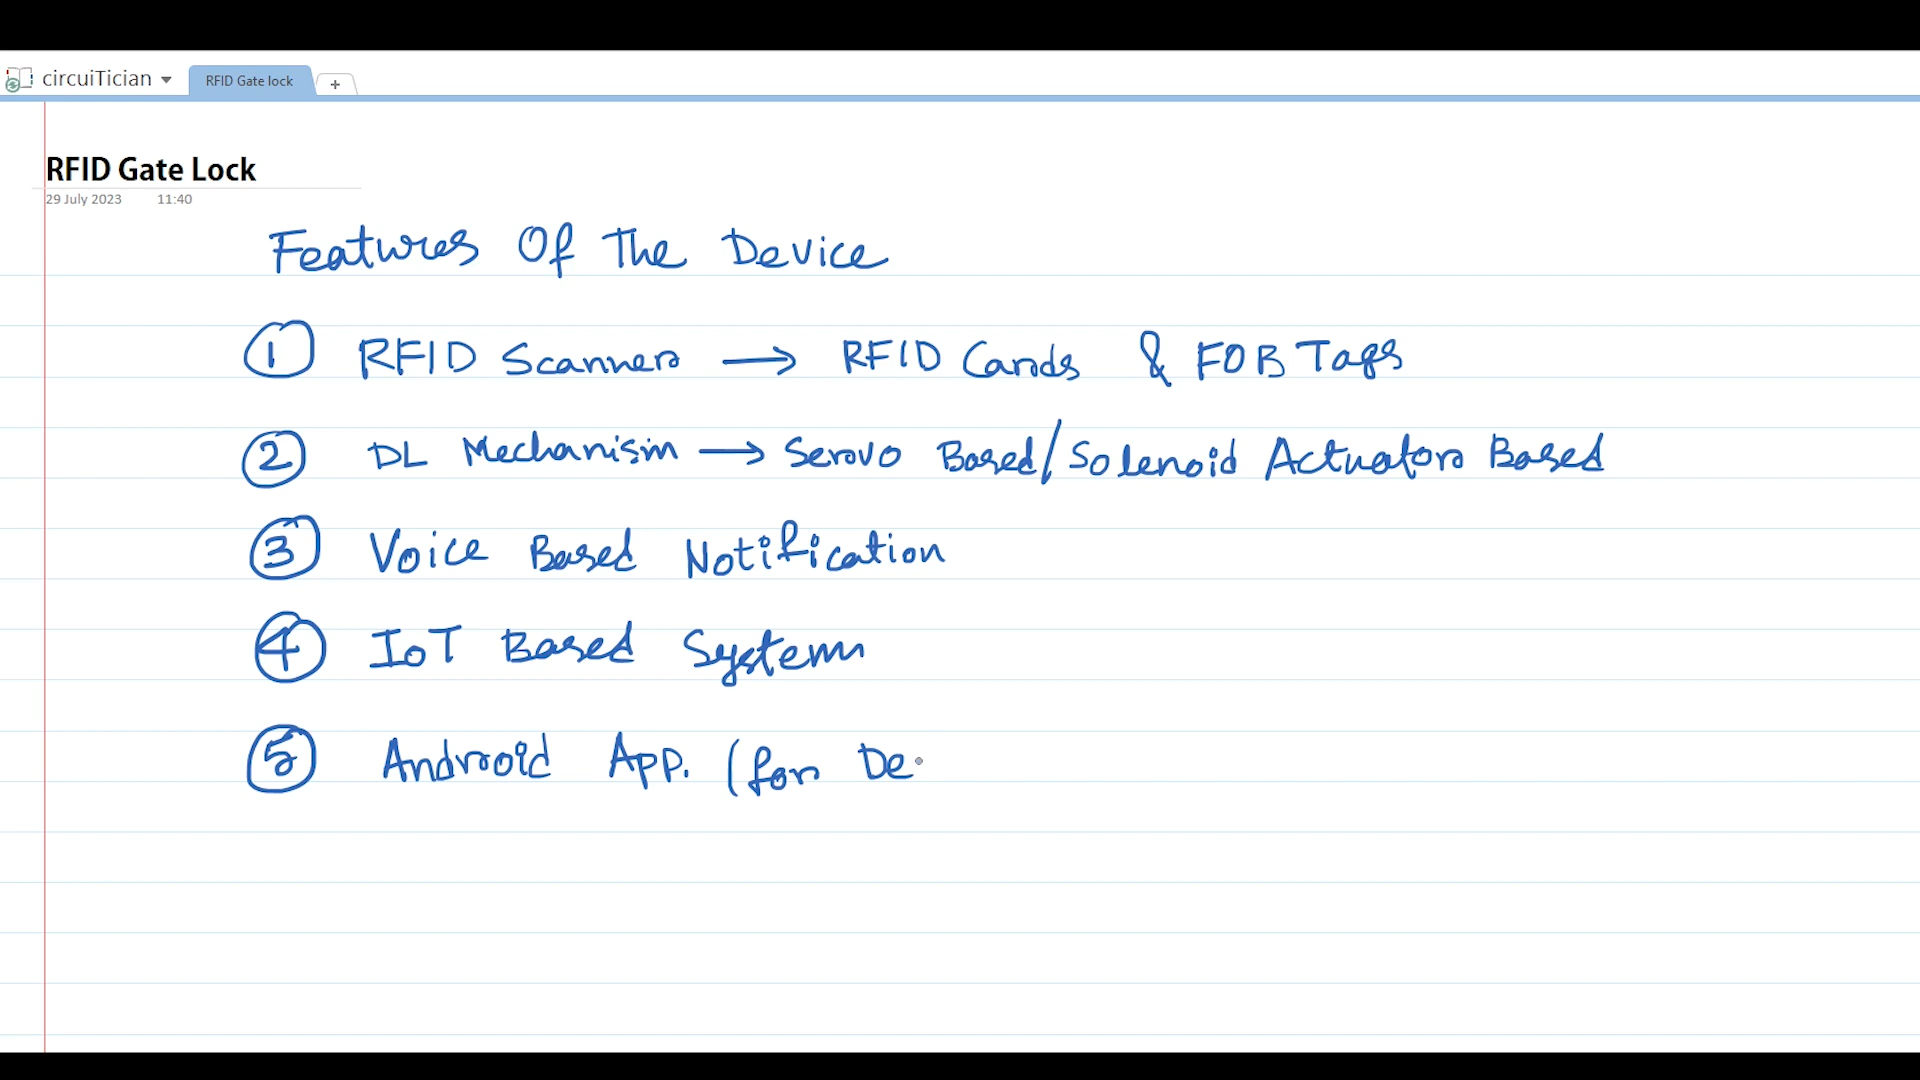 circuiTician RFID Gate lock +
RFID Gate Lock
29 July 2023 11:40
Features Of The Device
1 RFID Scanner → RFID Cards & FOB Tags
2 DL Mechanism → Servo Based/Solenoid Actuator Based
3 Voice Based Notification
4 IoT Based System
5 Android App. (for De